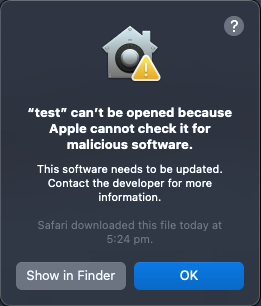 ?
“test” can’t be opened because
Apple cannot check it for
malicious software.
This software needs to be updated.
Contact the developer for more
information.
Safari downloaded this file today at
5:24 pm.
Show in Finder
OK